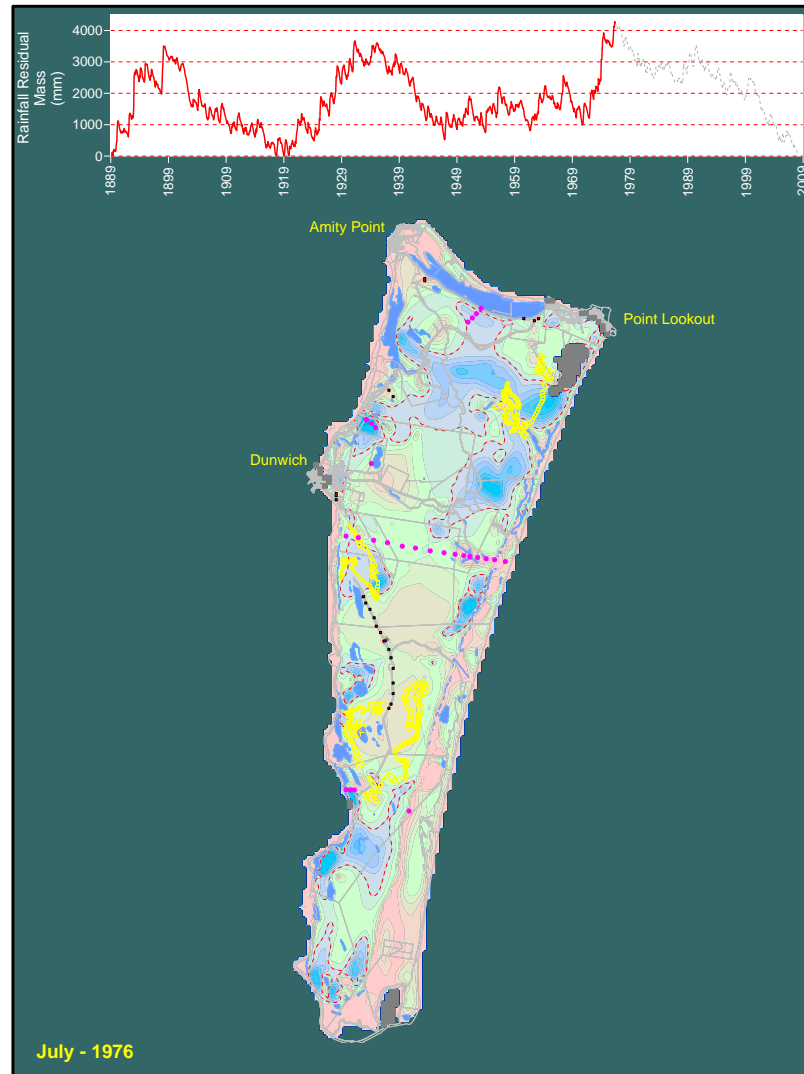 Rainfall Residual
Mass
(mm)
4000
3000
2000
1000
0
1889
1899
1909
1919
1929
1939
1949
1959
1969
1979
1989
1999
2009
Amity Point
Point Lookout
Dunwich
July - 1976